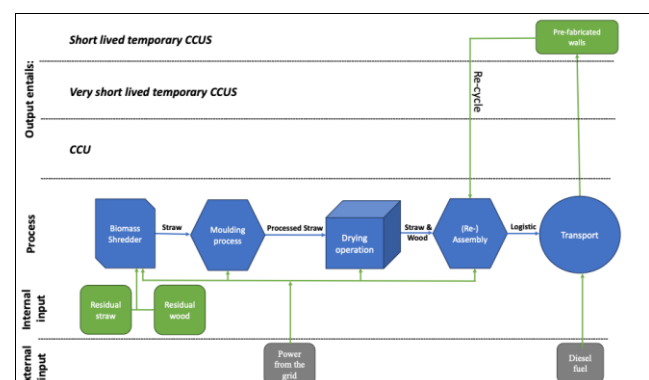 Short lived temporary CCUS
Pre-fabricated
walls
Output entails:
Very short lived temporary CCUS
Re-cycle
CCU
Process
Biomass
Shredder
Straw
Moulding
process
Processed Straw
Drying
operation
Straw &
Wood
(Re-)
Assembly
Logistic
Transport
Internal
input
Residual
straw
Residual
wood
input
Power
from the
grid
Diesel
fuel